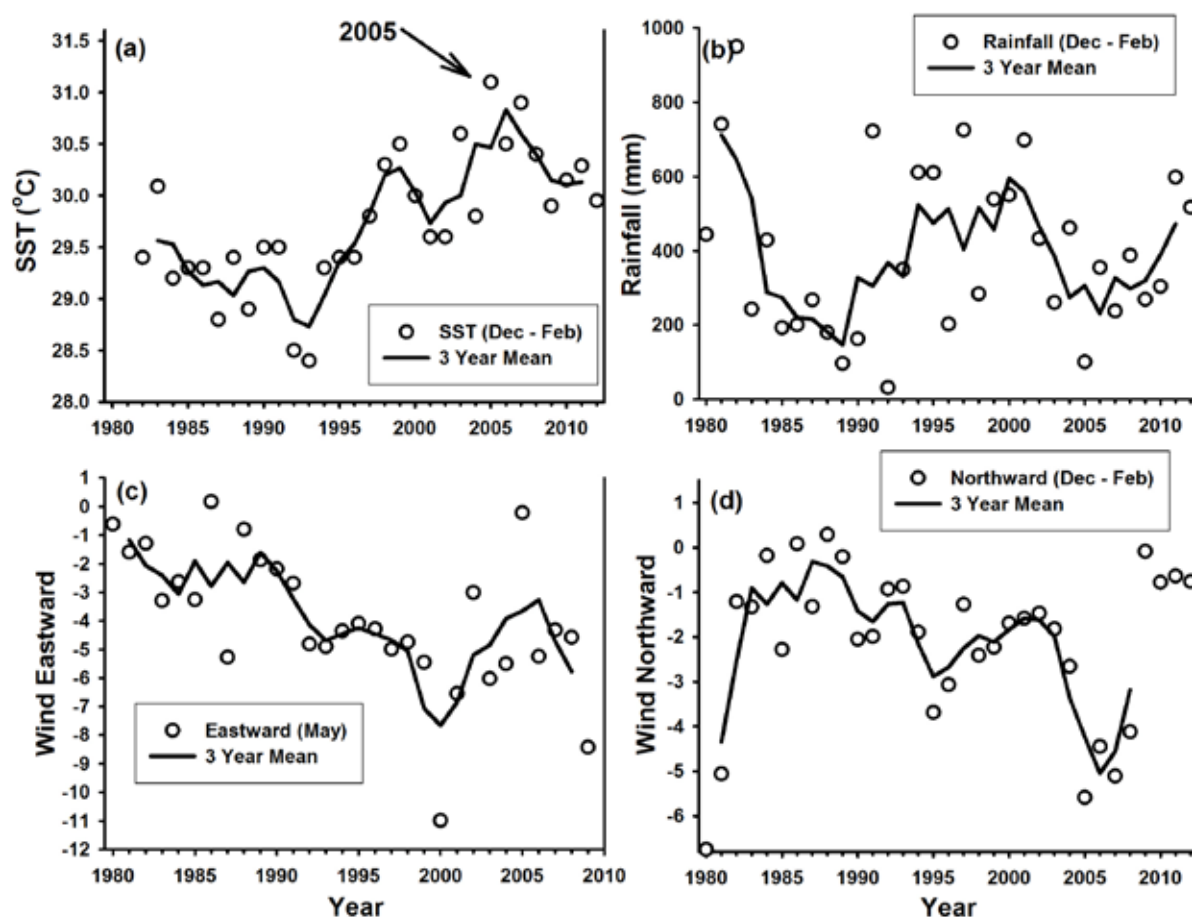 2005
(a)
SST (°C)
31.5
31.0
30.5
30.0
29.5
29.0
28.5
28.0
SST (Dec - Feb)
3 Year Mean
1980 1985 1990 1995 2000 2005 2010
(b)
Rainfall (Dec - Feb)
3 Year Mean
Rainfall (mm)
1000
800
600
400
200
0
1980 1985 1990 1995 2000 2005 2010
(c)
Wind Eastward
1
0
-1
-2
-3
-4
-5
-6
-7
-8
-9
-10
-11
-12
Eastward (May)
3 Year Mean
1980 1985 1990 1995 2000 2005 2010
Year
Northward (Dec - Feb)
3 Year Mean
(d)
Wind Northward
1
0
-1
-2
-3
-4
-5
-6
1980 1985 1990 1995 2000 2005 2010
Year